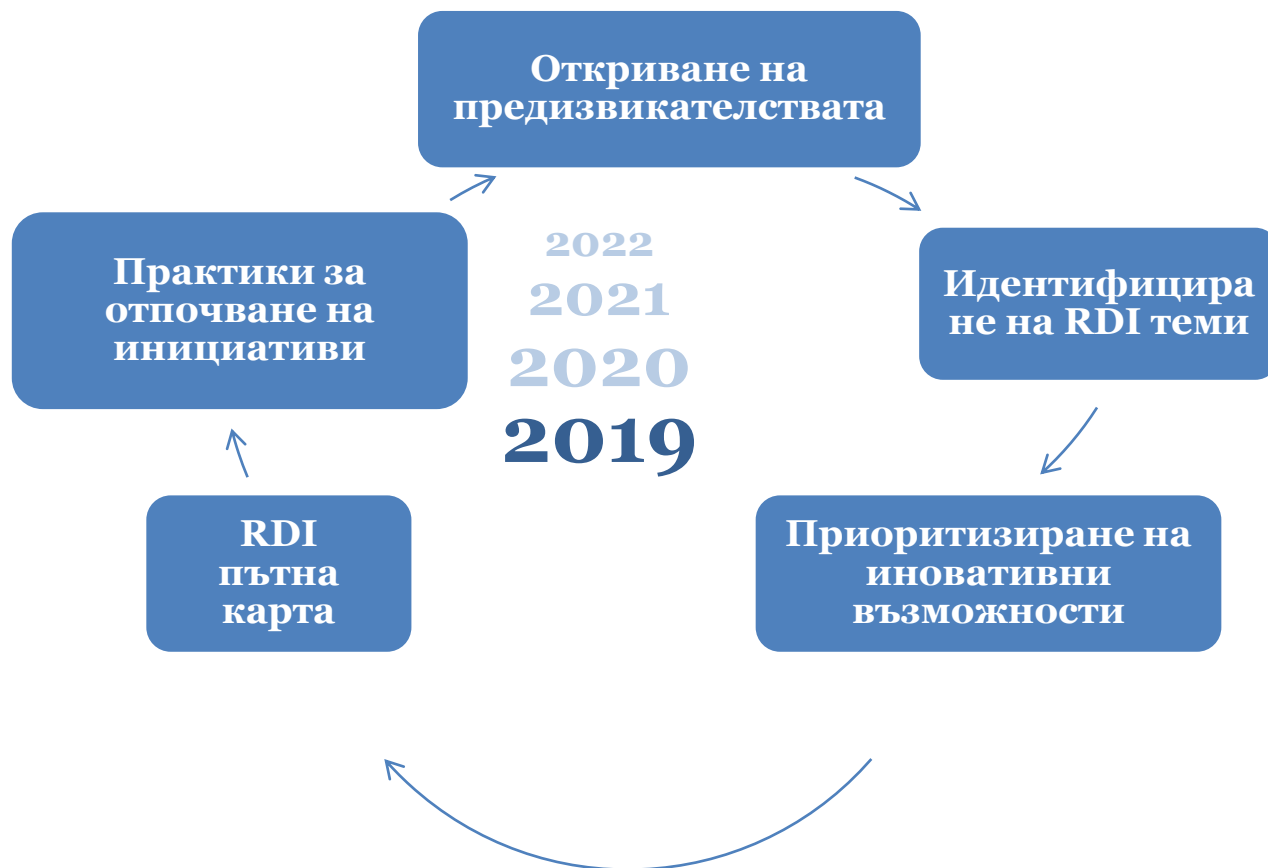 Откриване на
предизвикателствата
Практики за
отпочване на
инициативи
2022
2021
2020
2019
Идентифицира
не на RDI теми
RDI
пътна
карта
Приоритизиране на
иновативни
възможности